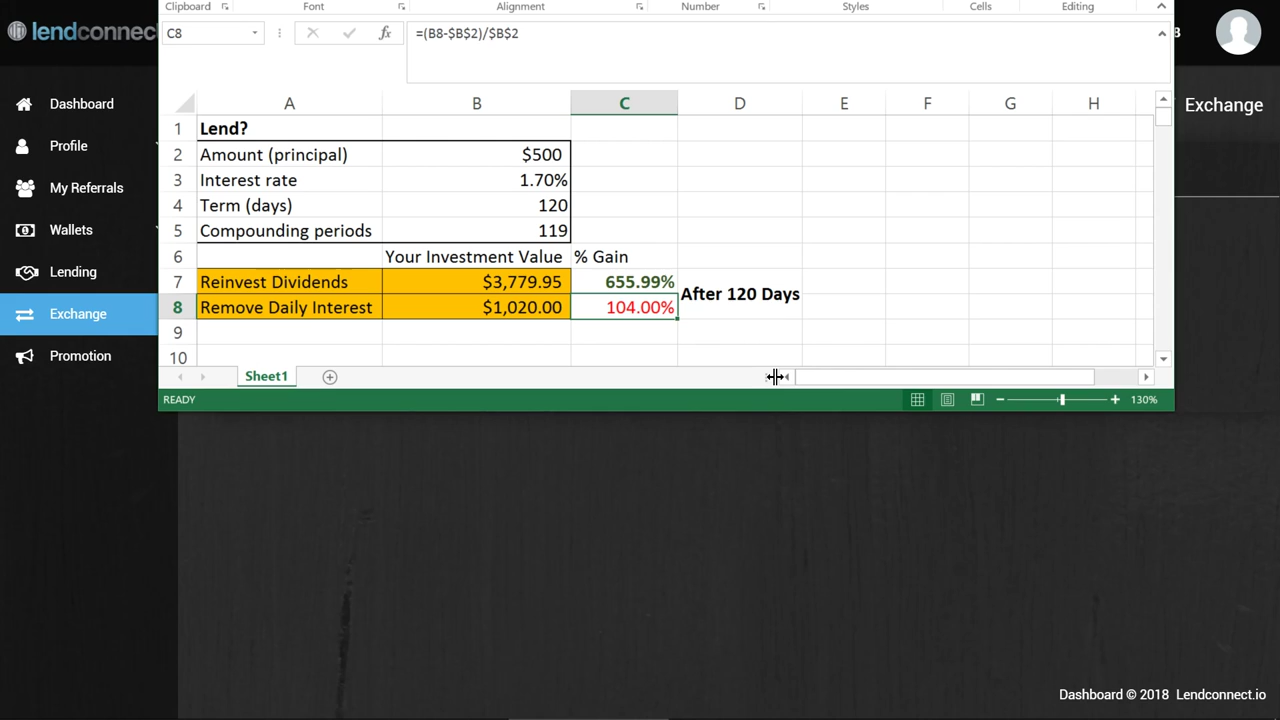 Clipboard Font Alignment Number Styles Cells Editing
lendconnect
C8 fx =(B8-$B$2)/$B$2
3
A B C D E F G H
Exchange
Dashboard
Profile
My Referrals
Wallets
Lending
Exchange
Promotion
1 Lend?
2 Amount (principal) $500
3 Interest rate 1.70%
4 Term (days) 120
5 Compounding periods 119
6 Your Investment Value % Gain
7 Reinvest Dividends $3,779.95 655.99%
After 120 Days
8 Remove Daily Interest $1,020.00 104.00%
9
10
Sheet1
READY 130%
Dashboard © 2018 Lendconnect.io